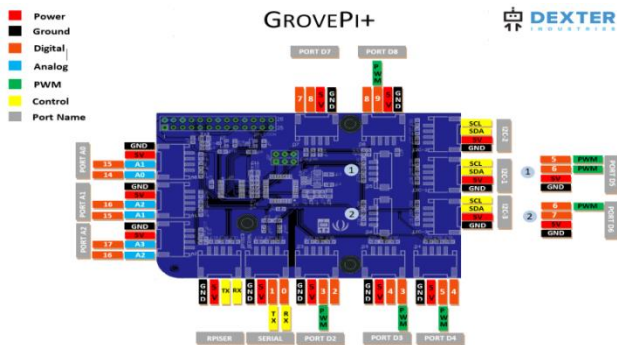 GROVEPI+
DEXTER
INDUSTRIES
Power
Ground
Digital
Analog
PWM
Control
Port Name
PORT D7
PORT D8
PWM
7 8 5V GND
8 9 5V GND
PORT A0
GND
5V
15 A1
14 A0
PORT A1
GND
5V
16 A2
15 A1
PORT A2
GND
5V
17 A3
16 A2
SCL
SDA
5V
GND
I2C-2
SCL
SDA
5V
GND
I2C-1
SCL
SDA
5V
GND
1
5 PWM
6 PWM
5V
GND
PORT D5
2
6 PWM
7
5V
GND
PORT D6
1
2
GND 5V TX RX
GND 5V 1 0
TX RX
GND 5V 3 2
PWM
GND 5V 4 3
PWM
GND 5V 5 4
PWM
RPISER
SERIAL
PORT D2
PORT D3
PORT D4